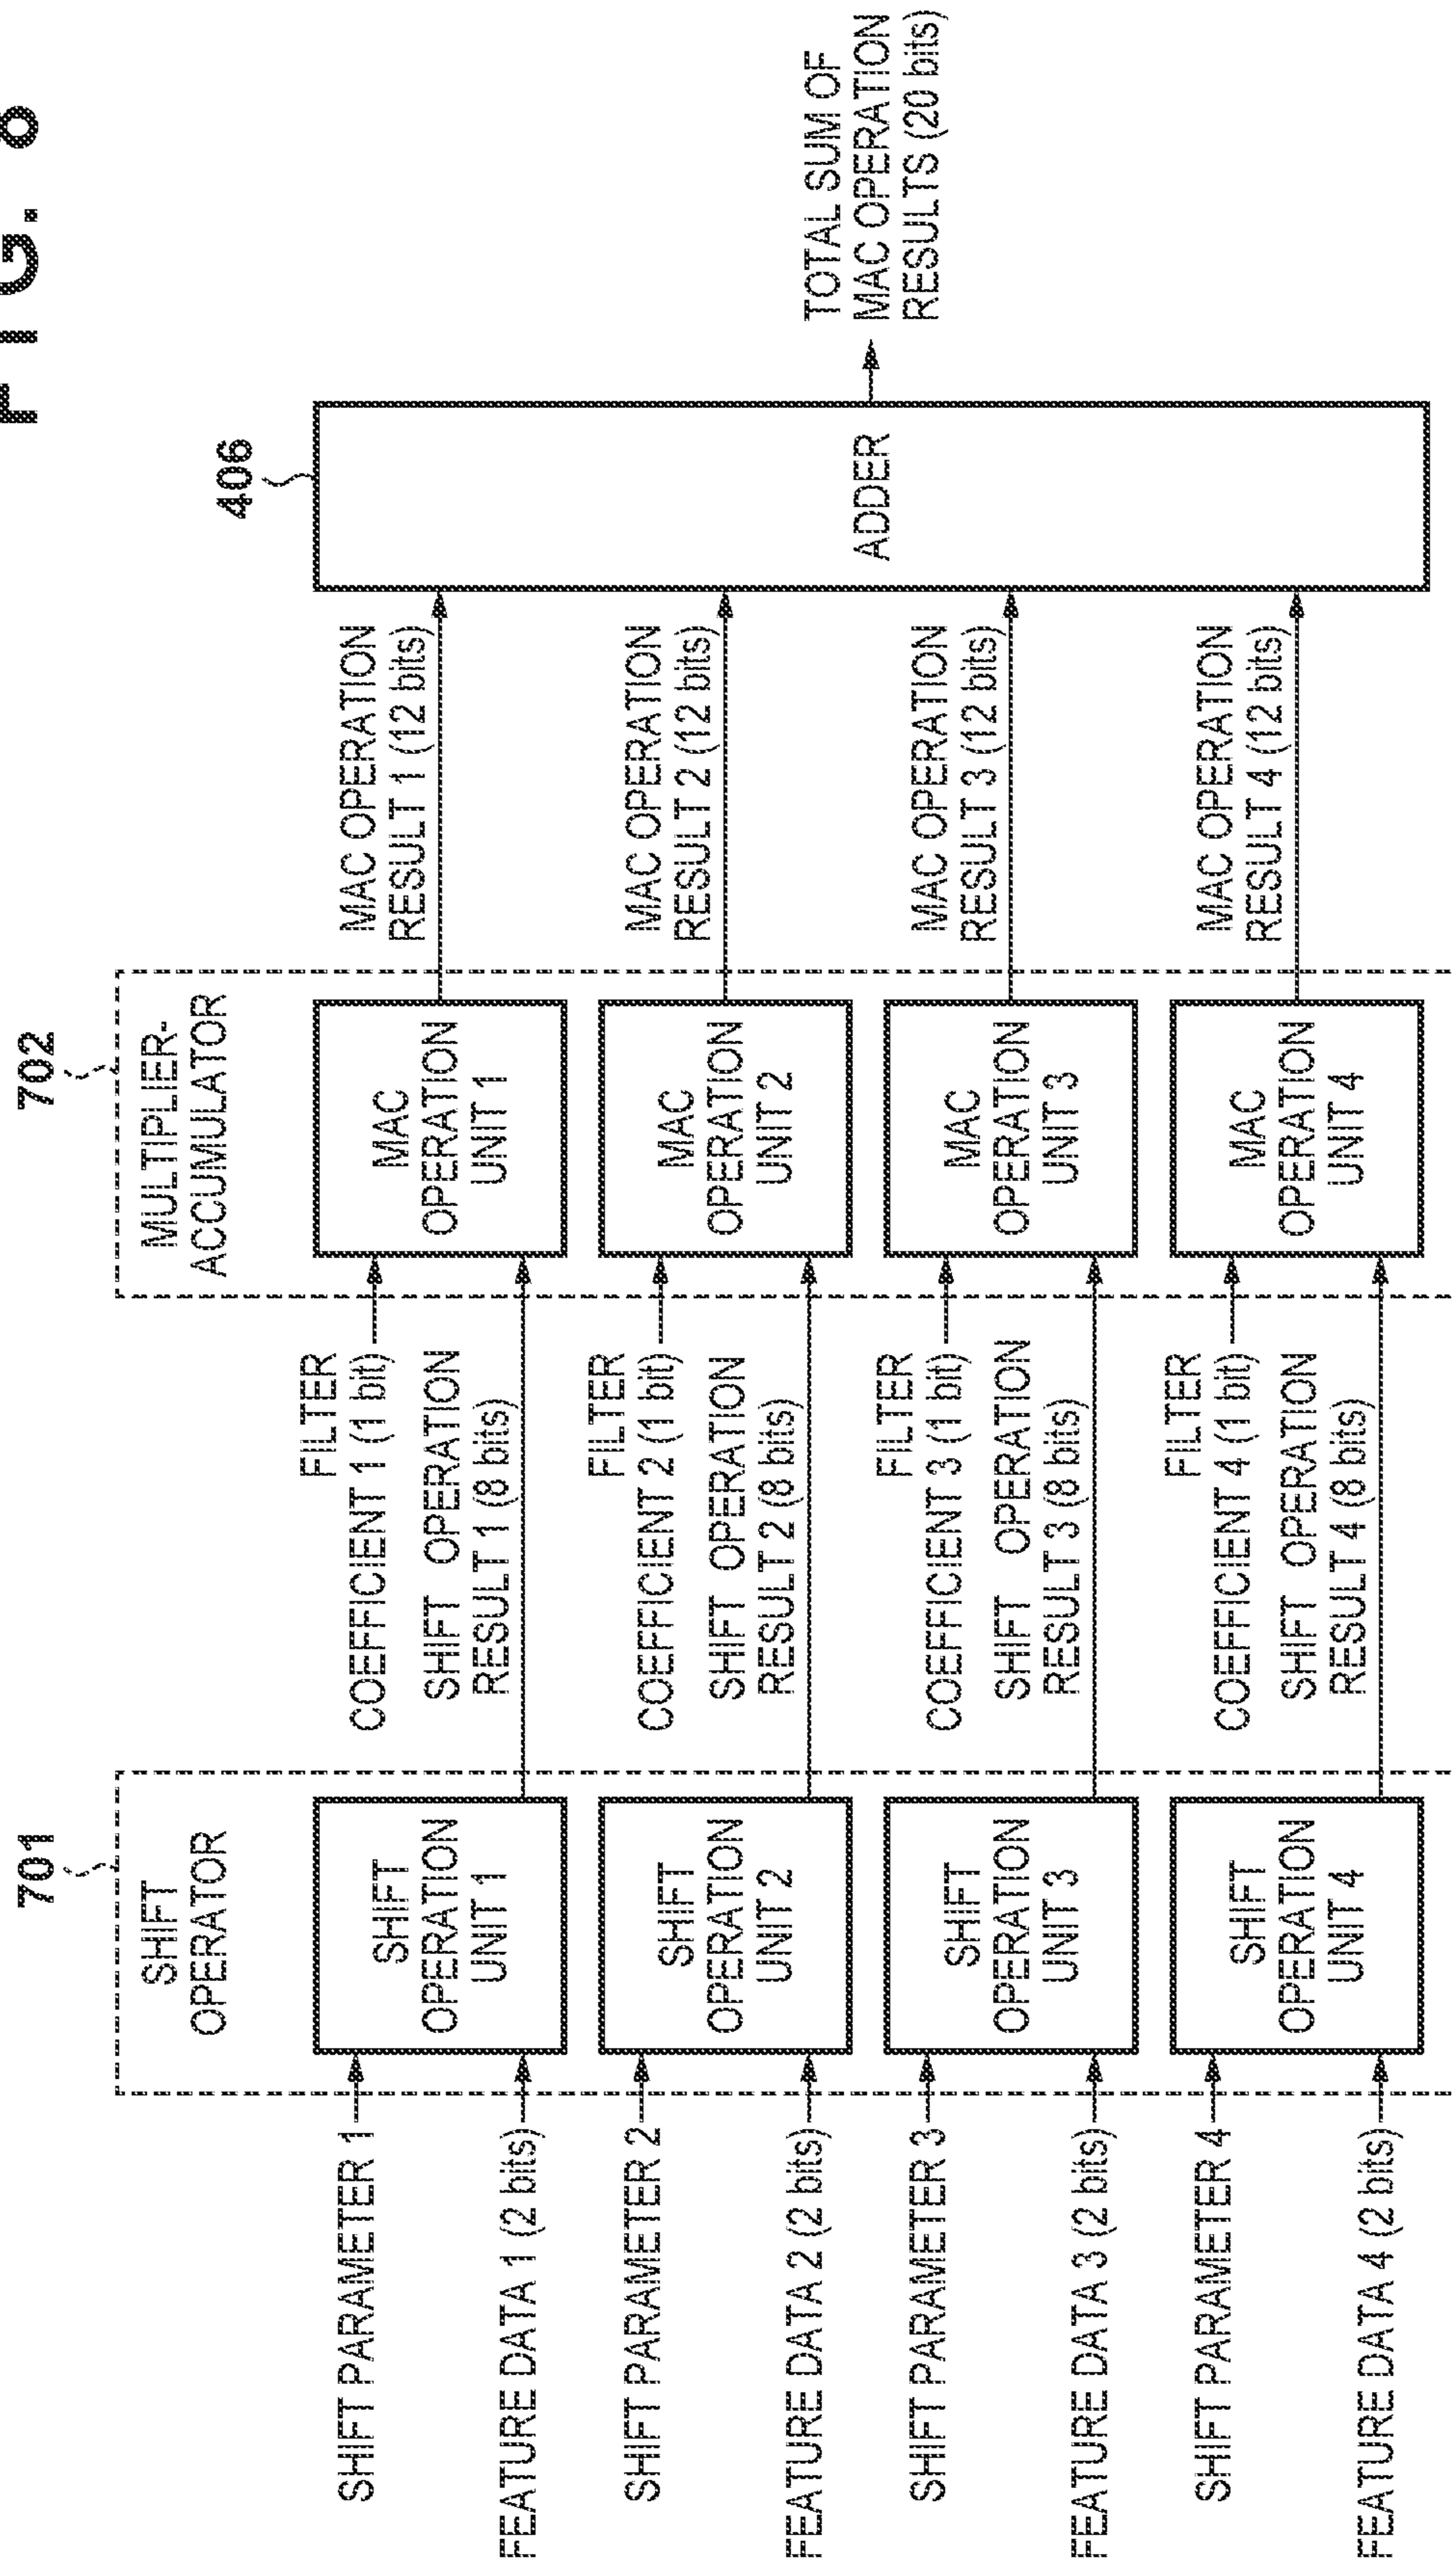 FIG. 8
701
SHIFT
OPERATOR
702
MULTIPLIER-
ACCUMULATOR
406
SHIFT PARAMETER 1
FEATURE DATA 1 (2 bits)
SHIFT
OPERATION
UNIT 1
FILTER
COEFFICIENT 1 (1 bit)
SHIFT OPERATION
RESULT 1 (8 bits)
MAC
OPERATION
UNIT 1
MAC OPERATION
RESULT 1 (12 bits)
SHIFT PARAMETER 2
FEATURE DATA 2 (2 bits)
SHIFT
OPERATION
UNIT 2
FILTER
COEFFICIENT 2 (1 bit)
SHIFT OPERATION
RESULT 2 (8 bits)
MAC
OPERATION
UNIT 2
MAC OPERATION
RESULT 2 (12 bits)
SHIFT PARAMETER 3
FEATURE DATA 3 (2 bits)
SHIFT
OPERATION
UNIT 3
FILTER
COEFFICIENT 3 (1 bit)
SHIFT OPERATION
RESULT 3 (8 bits)
MAC
OPERATION
UNIT 3
MAC OPERATION
RESULT 3 (12 bits)
SHIFT PARAMETER 4
FEATURE DATA 4 (2 bits)
SHIFT
OPERATION
UNIT 4
FILTER
COEFFICIENT 4 (1 bit)
SHIFT OPERATION
RESULT 4 (8 bits)
MAC
OPERATION
UNIT 4
MAC OPERATION
RESULT 4 (12 bits)
ADDER
TOTAL SUM OF
MAC OPERATION
RESULTS (20 bits)